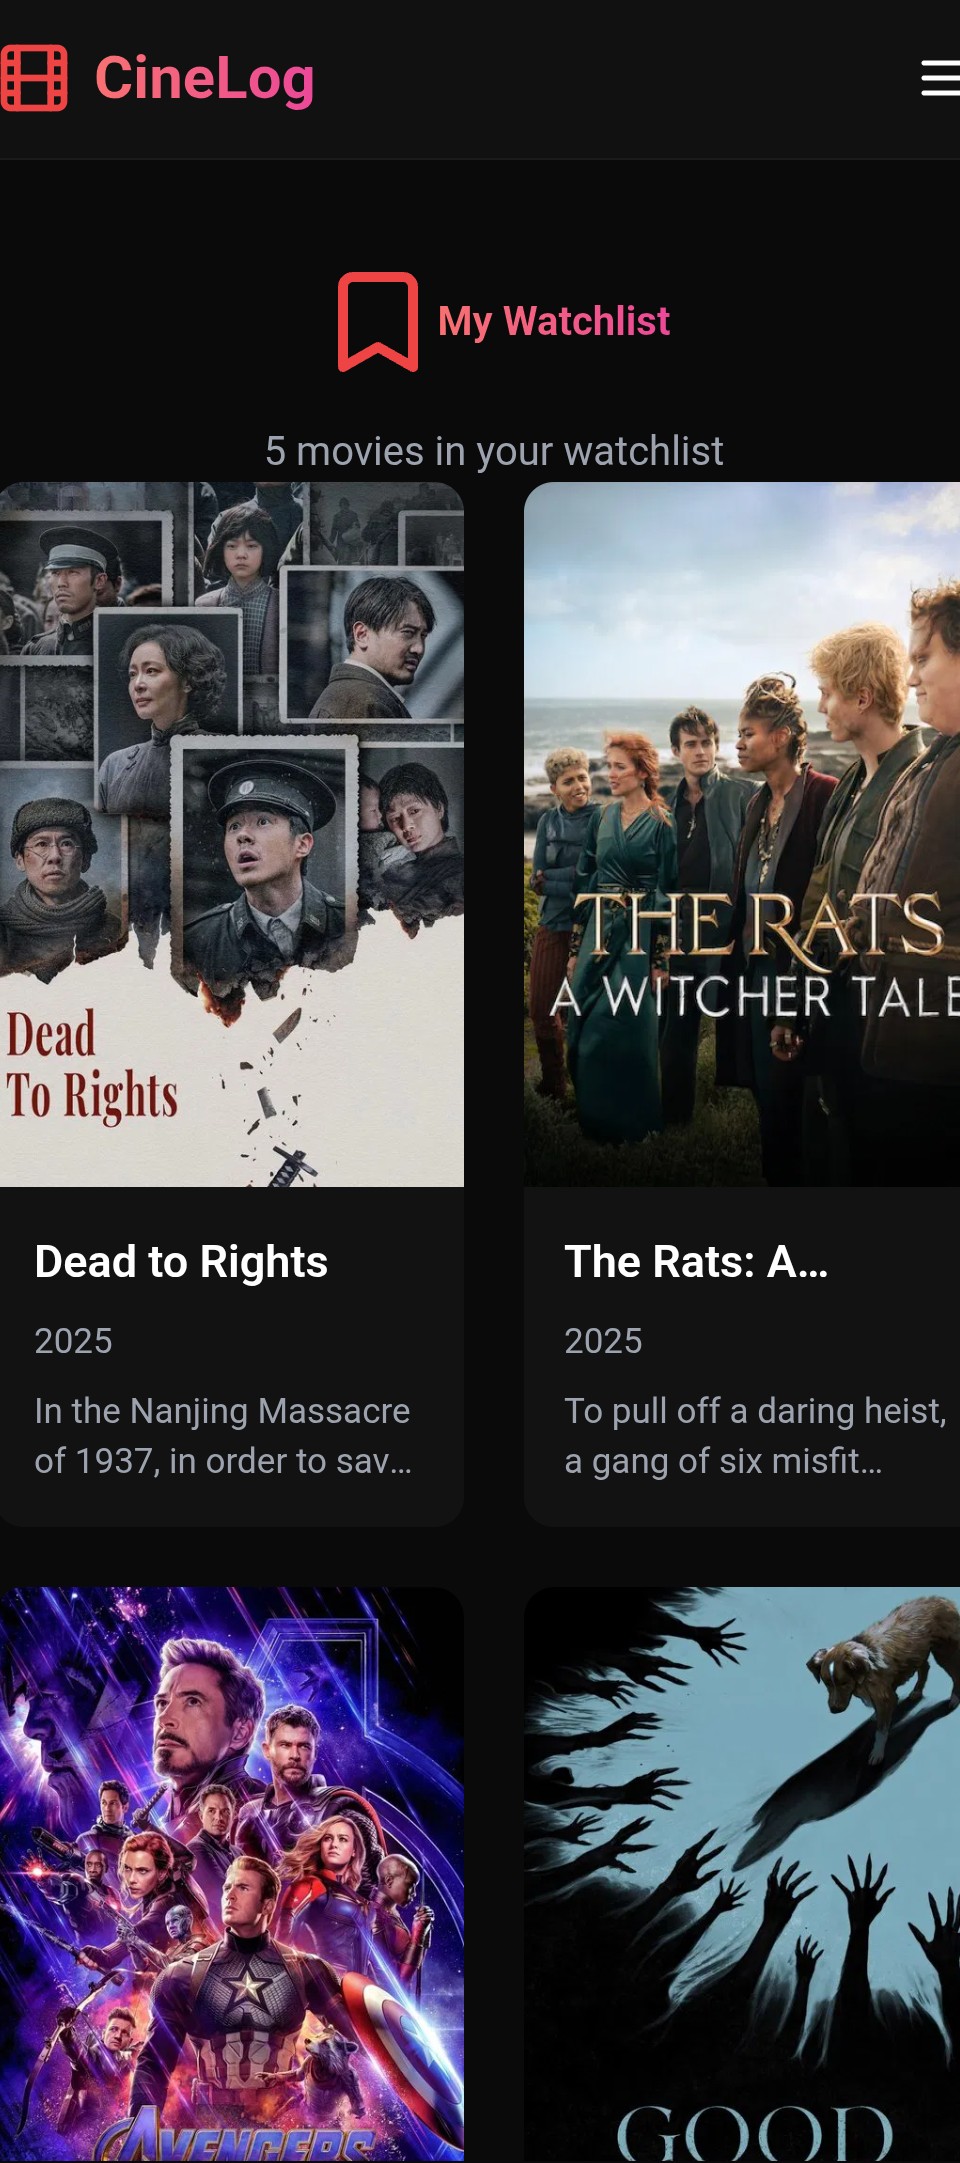 CineLog
My Watchlist
5 movies in your watchlist
Dead
To Rights
THE RATS
A WITCHER TALE
Dead to Rights
2025
In the Nanjing Massacre
of 1937, in order to sav...
The Rats: A...
2025
To pull off a daring heist,
a gang of six misfit...
AVENGERS
GOOD